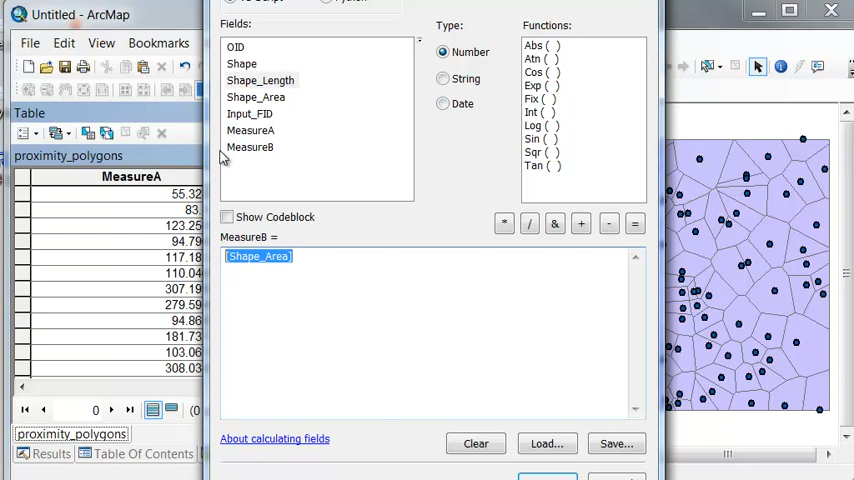 Untitled - ArcMap
File Edit View Bookmarks
Table
proximity_polygons
MeasureA
55.32
83.
123.25
94.79
117.18
110.04
307.19
279.59
94.86
181.73
103.06
308.03
0
(0
proximity_polygons
Results
Table Of Contents
Fields:
OID
Shape
Shape_Length
Shape_Area
Input_FID
MeasureA
MeasureB
Type:
Number
String
Date
Functions:
Abs ( )
Atn ( )
Cos ( )
Exp ( )
Fix ( )
Int ( )
Log ( )
Sin ( )
Sqr ( )
Tan ( )
Show Codeblock
* / & + - =
MeasureB =
[Shape_Area]
About calculating fields
Clear Load... Save...